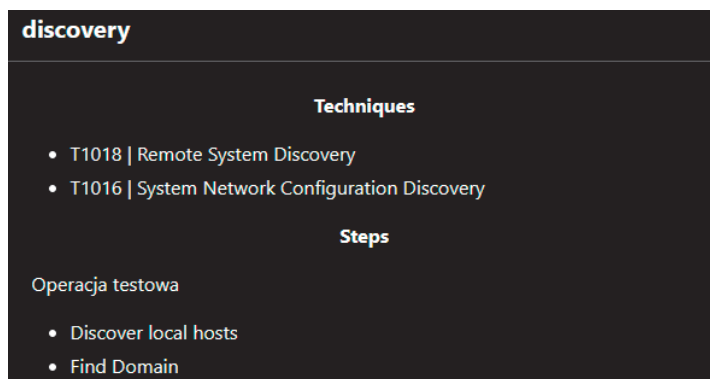 discovery
Techniques
T1018 | Remote System Discovery
T1016 | System Network Configuration Discovery
Steps
Operacja testowa
Discover local hosts
Find Domain